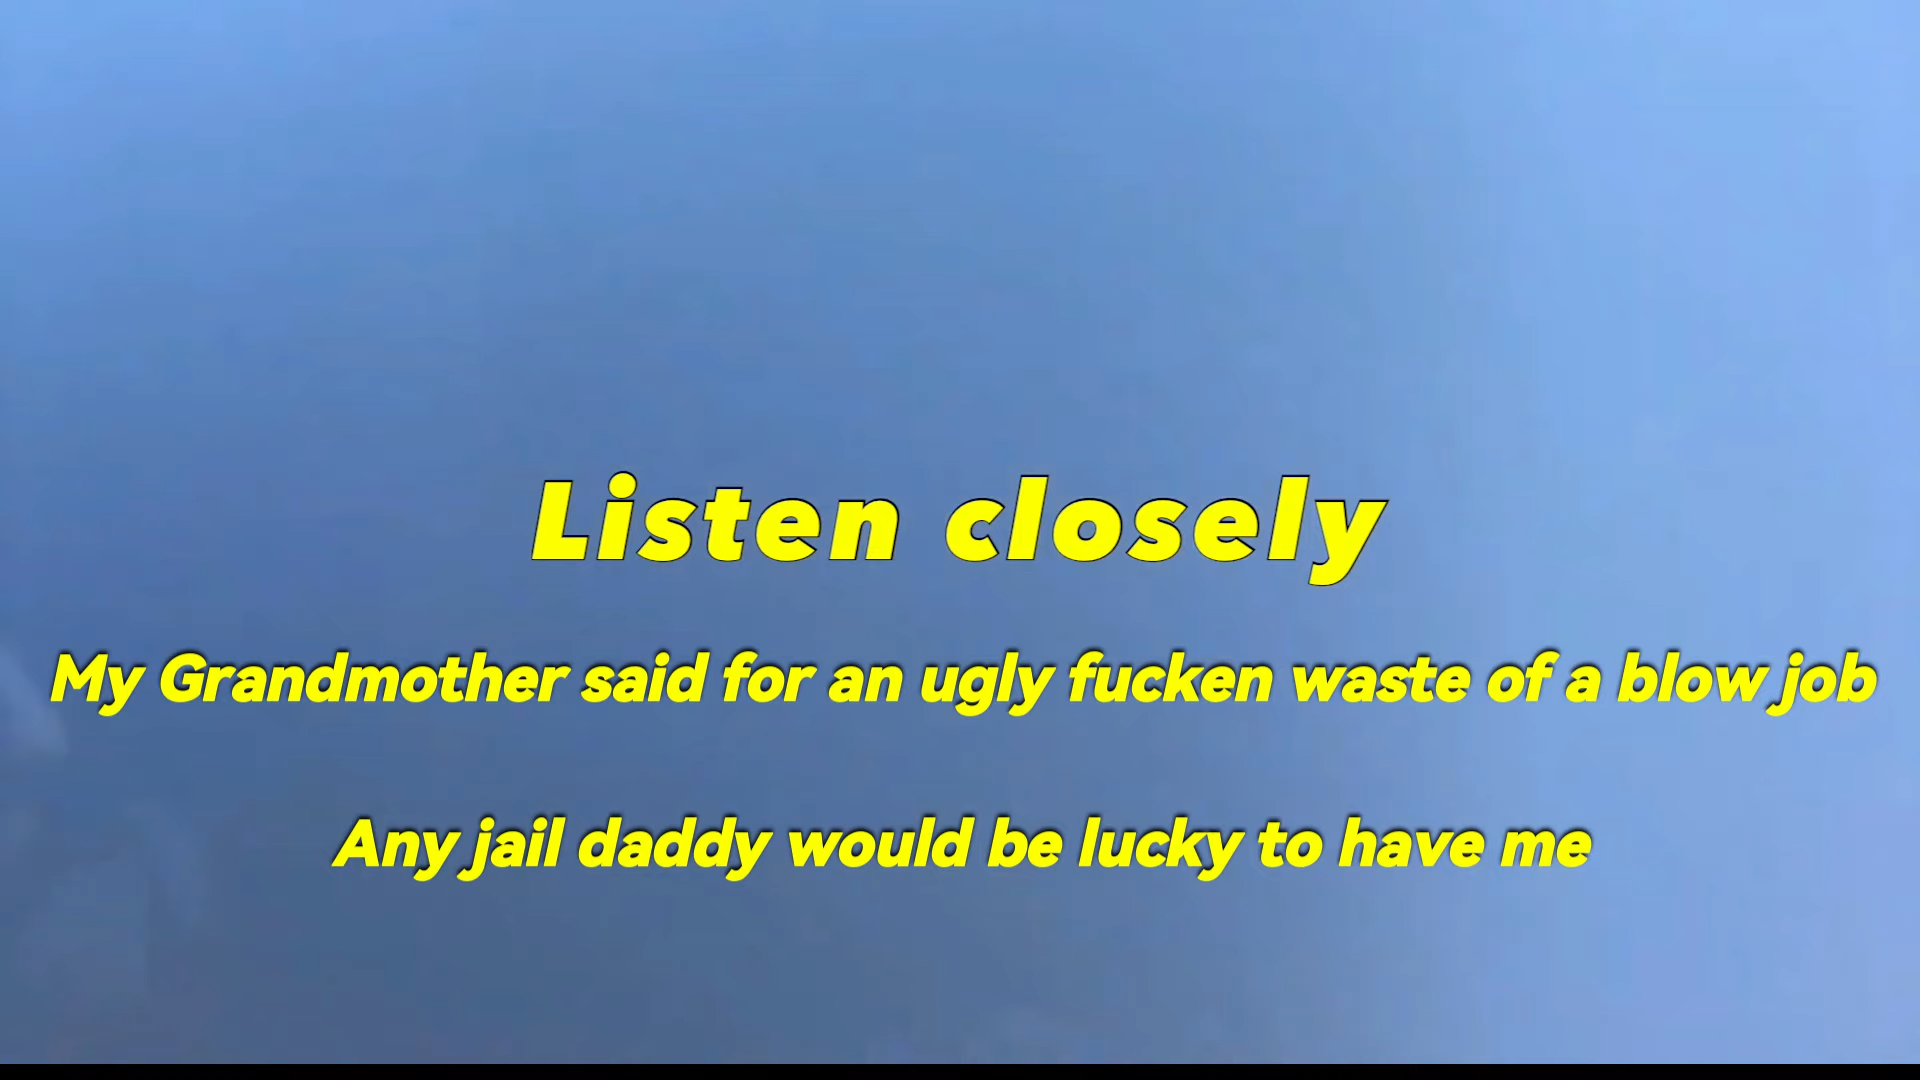 Listen closely
My Grandmother said for an ugly fucken waste of a blow job
Any jail daddy would be lucky to have me